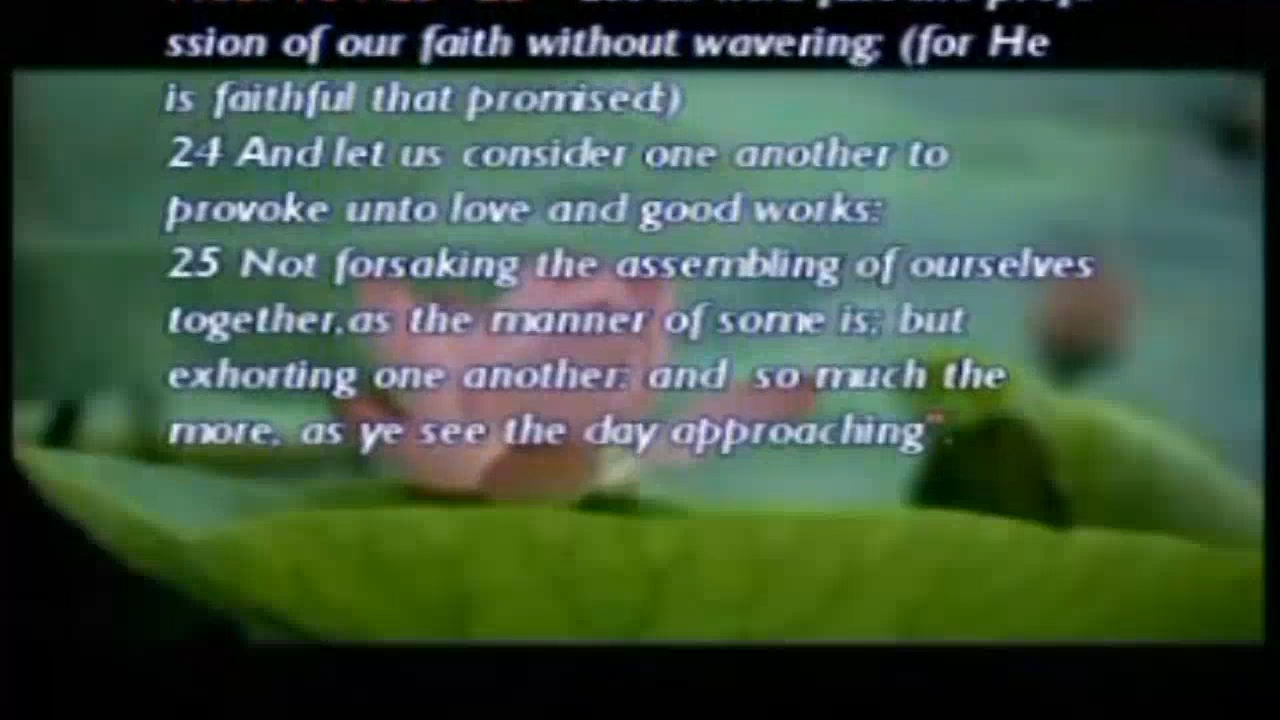 ssion of our faith without wavering; (for He
is faithful that promised;)
24 And let us consider one another to
provoke unto love and good works:
25 Not forsaking the assembling of ourselves
together,as the manner of some is; but
exhorting one another: and so much the
more, as ye see the day approaching".